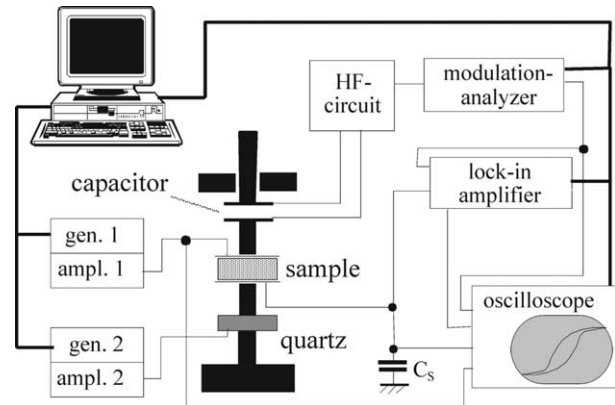 HF-
circuit
modulation-
analyzer
capacitor
lock-in
amplifier
gen. 1
ampl. 1
sample
oscilloscope
quartz
gen. 2
ampl. 2
C_S